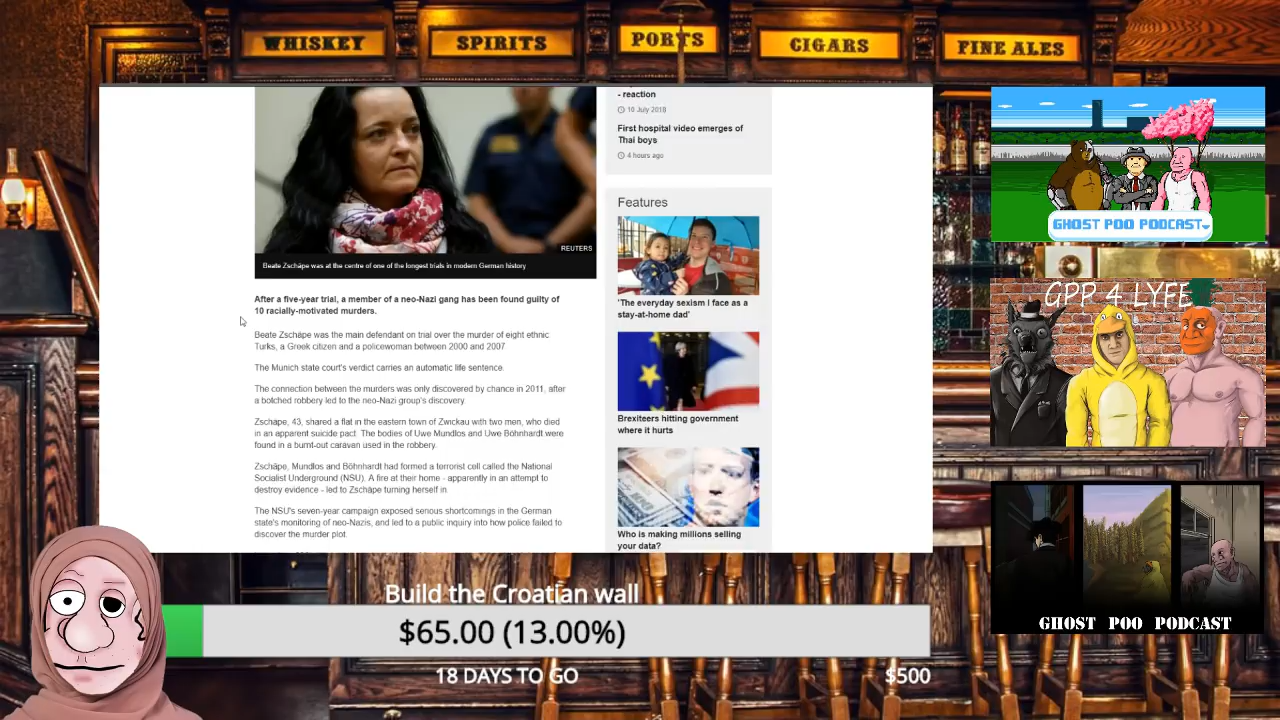 WHISKEY
SPIRITS
PORTS
CIGARS
FINE ALES
REUTERS
Beate Zschäpe was at the centre of one of the longest trials in modern German history
After a five-year trial, a member of a neo-Nazi gang has been found guilty of
10 racially-motivated murders.
Beate Zschäpe was the main defendant on trial over the murder of eight ethnic
Turks, a Greek citizen and a policewoman between 2000 and 2007.
The Munich state court's verdict carries an automatic life sentence.
The connection between the murders was only discovered by chance in 2011, after
a botched robbery led to the neo-Nazi group's discovery.
Zschäpe, 43, shared a flat in the eastern town of Zwickau with two men, who died
in an apparent suicide pact. The bodies of Uwe Mundlos and Uwe Böhnhardt were
found in a burnt-out caravan used in the robbery.
Zschäpe, Mundlos and Böhnhardt had formed a terrorist cell called the National
Socialist Underground (NSU). A fire at their home - apparently in an attempt to
destroy evidence - led to Zschäpe turning herself in.
The NSU's seven-year campaign exposed serious shortcomings in the German
state's monitoring of neo-Nazis, and led to a public inquiry into how police failed to
discover the murder plot.
- reaction
10 July 2018
First hospital video emerges of
Thai boys
4 hours ago
Features
'The everyday sexism I face as a
stay-at-home dad'
Brexiteers hitting government
where it hurts
Who is making millions selling
your data?
GHOST POO PODCAST
GPP 4 LYFE
GHOST POO PODCAST
Build the Croatian wall
$65.00 (13.00%)
18 DAYS TO GO
$500